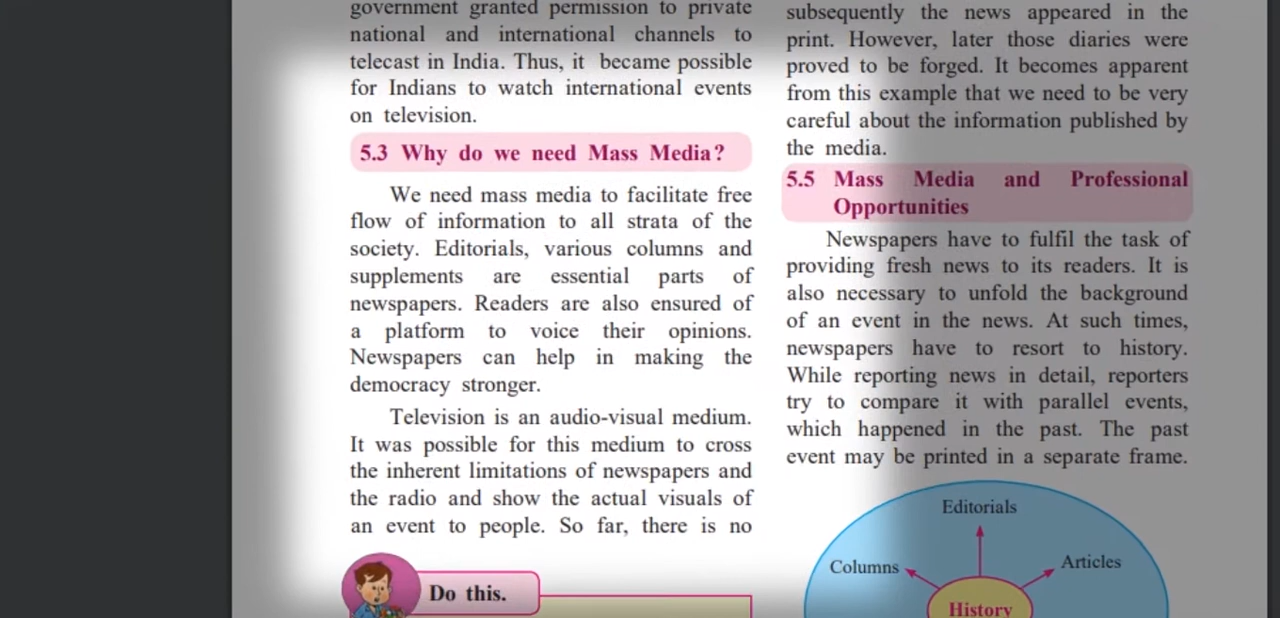 government granted permission to private
national and international channels to
telecast in India. Thus, it became possible
for Indians to watch international events
on television.
5.3 Why do we need Mass Media?
We need mass media to facilitate free
flow of information to all strata of the
society. Editorials, various columns and
supplements are essential parts of
newspapers. Readers are also ensured of
a platform to voice their opinions.
Newspapers can help in making the
democracy stronger.
Television is an audio-visual medium.
It was possible for this medium to cross
the inherent limitations of newspapers and
the radio and show the actual visuals of
an event to people. So far, there is no
Do this.
subsequently the news appeared in the
print. However, later those diaries were
proved to be forged. It becomes apparent
from this example that we need to be very
careful about the information published by
the media.
5.5 Mass Media and Professional
Opportunities
Newspapers have to fulfil the task of
providing fresh news to its readers. It is
also necessary to unfold the background
of an event in the news. At such times,
newspapers have to resort to history.
While reporting news in detail, reporters
try to compare it with parallel events,
which happened in the past. The past
event may be printed in a separate frame.
Editorials
Columns
Articles
History